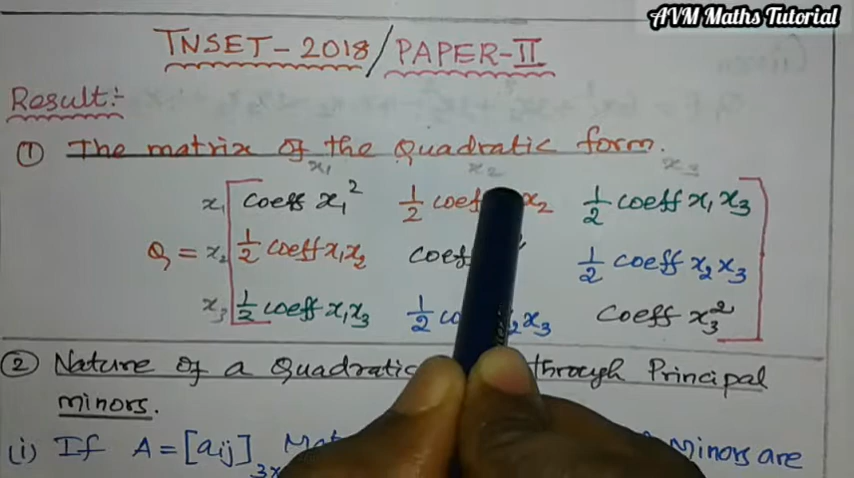 AVM Maths Tutorial
TNSET-2018/PAPER-II
Result:-
① The matrix of the Quadratic form.
x₁ x₂ x₃
x₁ coeff x₁² ½ coeff x₂ ½ coeff x₁x₃
Q = x₂ ½ coeff x₁x₂ coeff ½ coeff x₂x₃
x₃ ½ coeff x₁x₃ ½ x₃ coeff x₃²
② Nature of a Quadratic through Principal
minors.
(i) If A = [aij] Minors are